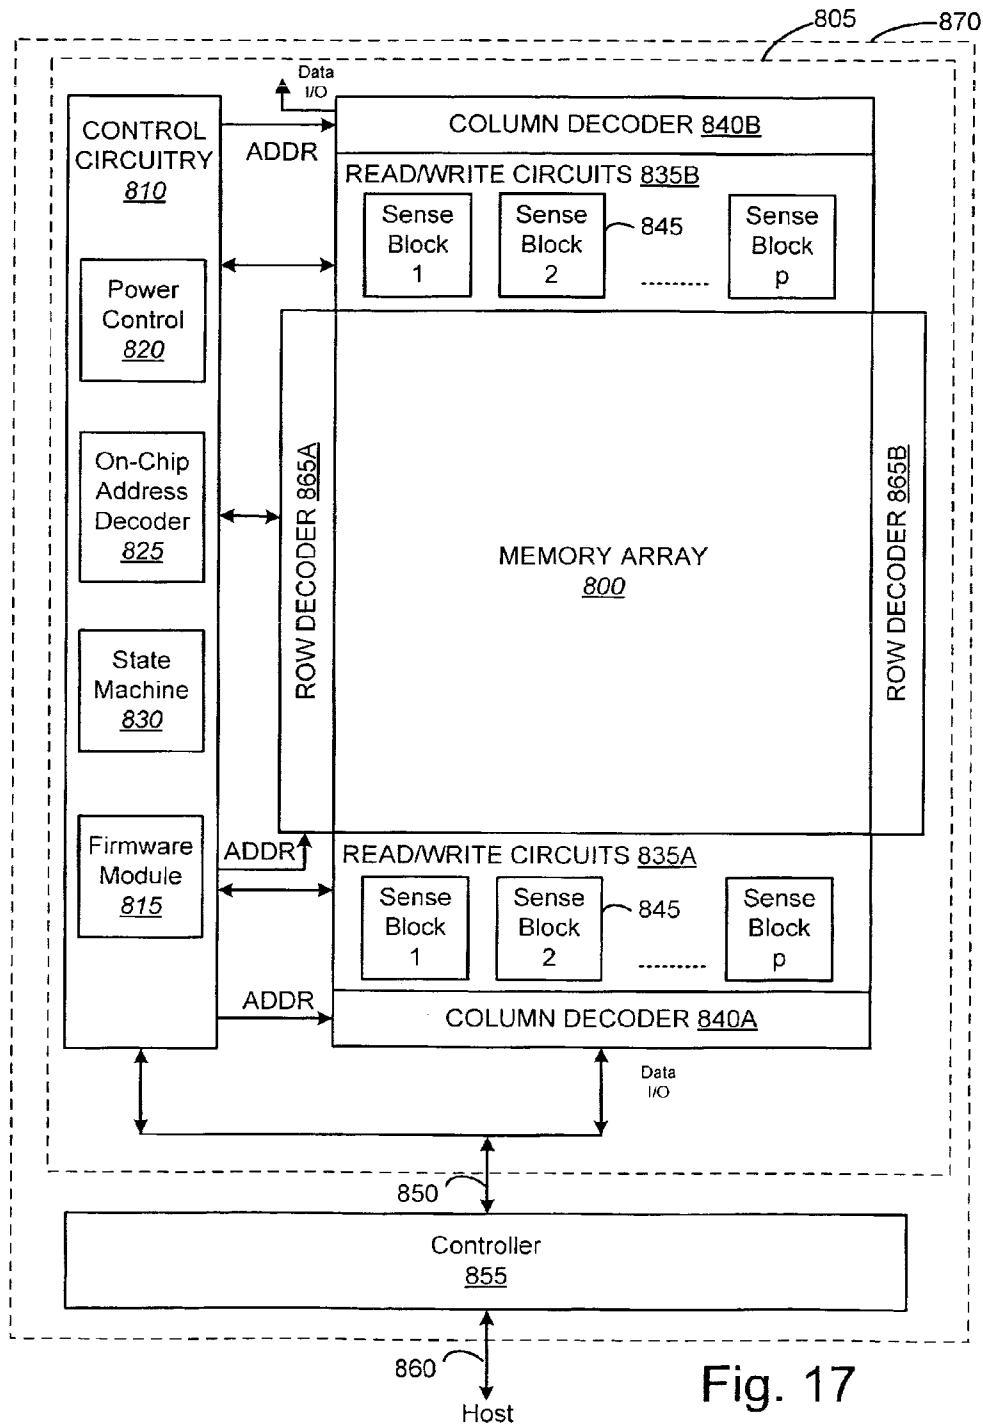 805
870
Data
I/O
CONTROL
CIRCUITRY
810
ADDR
COLUMN DECODER 840B
READ/WRITE CIRCUITS 835B
Sense
Block
1
Sense
Block
2
845
.........
Sense
Block
p
Power
Control
820
On-Chip
Address
Decoder
825
State
Machine
830
Firmware
Module
815
ROW DECODER 865A
MEMORY ARRAY
800
ROW DECODER 865B
ADDR
READ/WRITE CIRCUITS 835A
Sense
Block
1
Sense
Block
2
845
.........
Sense
Block
p
ADDR
COLUMN DECODER 840A
Data
I/O
850
Controller
855
860
Host
Fig. 17